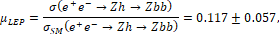 μ_LEP = σ(e⁺e⁻ → Zh → Zbb) / σ_SM(e⁺e⁻ → Zh → Zbb) = 0.117 ± 0.057,